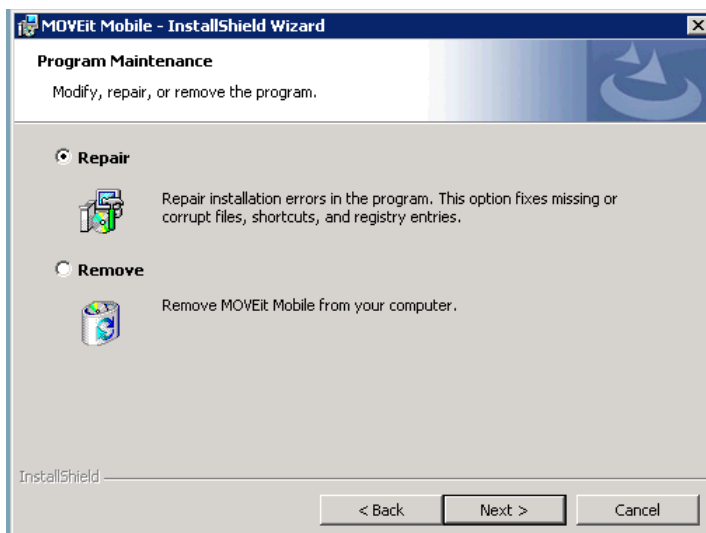 MOVEit Mobile - InstallShield Wizard
Program Maintenance
Modify, repair, or remove the program.
Repair
Repair installation errors in the program. This option fixes missing or
corrupt files, shortcuts, and registry entries.
Remove
Remove MOVEit Mobile from your computer.
InstallShield
< Back
Next >
Cancel